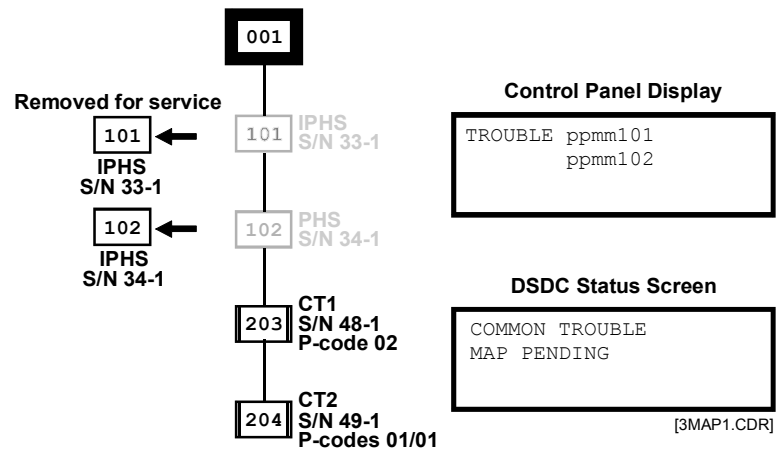 001
Removed for service
101
IPHS
S/N 33-1
101
IPHS
S/N 33-1
102
IPHS
S/N 34-1
102
PHS
S/N 34-1
203
CT1
S/N 48-1
P-code 02
204
CT2
S/N 49-1
P-codes 01/01
Control Panel Display
TROUBLE ppmm101
ppmm102
DSDC Status Screen
COMMON TROUBLE
MAP PENDING
[3MAP1.CDR]